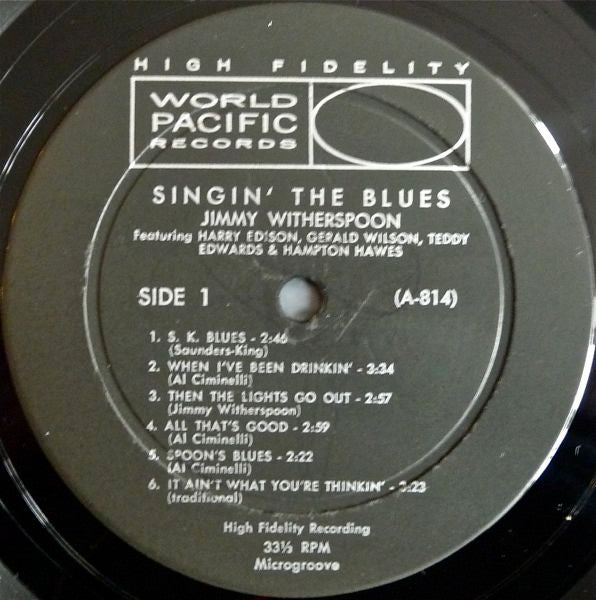 HIGH FIDELITY
WORLD
PACIFIC
RECORDS
SINGIN' THE BLUES
JIMMY WITHERSPOON
Featuring HARRY EDISON, GERALD WILSON, TEDDY
EDWARDS & HAMPTON HAWES
SIDE 1 (A-814)
1. S. K. BLUES - 2:46
(Saunders-King)
2. WHEN I'VE BEEN DRINKIN' - 3:34
(Al Ciminelli)
3. THEN THE LIGHTS GO OUT - 2:57
(Jimmy Witherspoon)
4. ALL THAT'S GOOD - 2:59
(Al Ciminelli)
5. SPOON'S BLUES - 2:22
(Al Ciminelli)
6. IT AIN'T WHAT YOU'RE THINKIN' - 3:23
(traditional)
High Fidelity Recording
33⅓ RPM
Microgroove